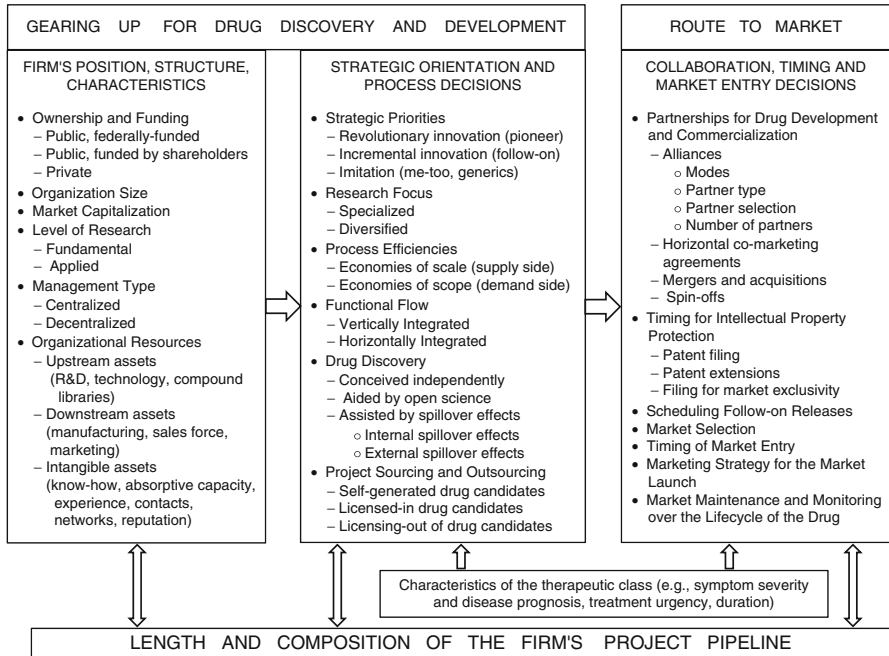 GEARING UP FOR DRUG DISCOVERY AND DEVELOPMENT
FIRM'S POSITION, STRUCTURE,
CHARACTERISTICS
• Ownership and Funding
– Public, federally-funded
– Public, funded by shareholders
– Private
• Organization Size
• Market Capitalization
• Level of Research
– Fundamental
– Applied
• Management Type
– Centralized
– Decentralized
• Organizational Resources
– Upstream assets
(R&D, technology, compound
libraries)
– Downstream assets
(manufacturing, sales force,
marketing)
– Intangible assets
(know-how, absorptive capacity,
experience, contacts,
networks, reputation)
STRATEGIC ORIENTATION AND
PROCESS DECISIONS
• Strategic Priorities
– Revolutionary innovation (pioneer)
– Incremental innovation (follow-on)
– Imitation (me-too, generics)
• Research Focus
– Specialized
– Diversified
• Process Efficiencies
– Economies of scale (supply side)
– Economies of scope (demand side)
• Functional Flow
– Vertically Integrated
– Horizontally Integrated
• Drug Discovery
– Conceived independently
– Aided by open science
– Assisted by spillover effects
○ Internal spillover effects
○ External spillover effects
• Project Sourcing and Outsourcing
– Self-generated drug candidates
– Licensed-in drug candidates
– Licensing-out of drug candidates
ROUTE TO MARKET
COLLABORATION, TIMING AND
MARKET ENTRY DECISIONS
• Partnerships for Drug Development
and Commercialization
– Alliances
○ Modes
○ Partner type
○ Partner selection
○ Number of partners
– Horizontal co-marketing
agreements
– Mergers and acquisitions
– Spin-offs
• Timing for Intellectual Property
Protection
– Patent filing
– Patent extensions
– Filing for market exclusivity
• Scheduling Follow-on Releases
• Market Selection
• Timing of Market Entry
• Marketing Strategy for the Market
Launch
• Market Maintenance and Monitoring
over the Lifecycle of the Drug
Characteristics of the therapeutic class (e.g., symptom severity
and disease prognosis, treatment urgency, duration)
LENGTH AND COMPOSITION OF THE FIRM'S PROJECT PIPELINE